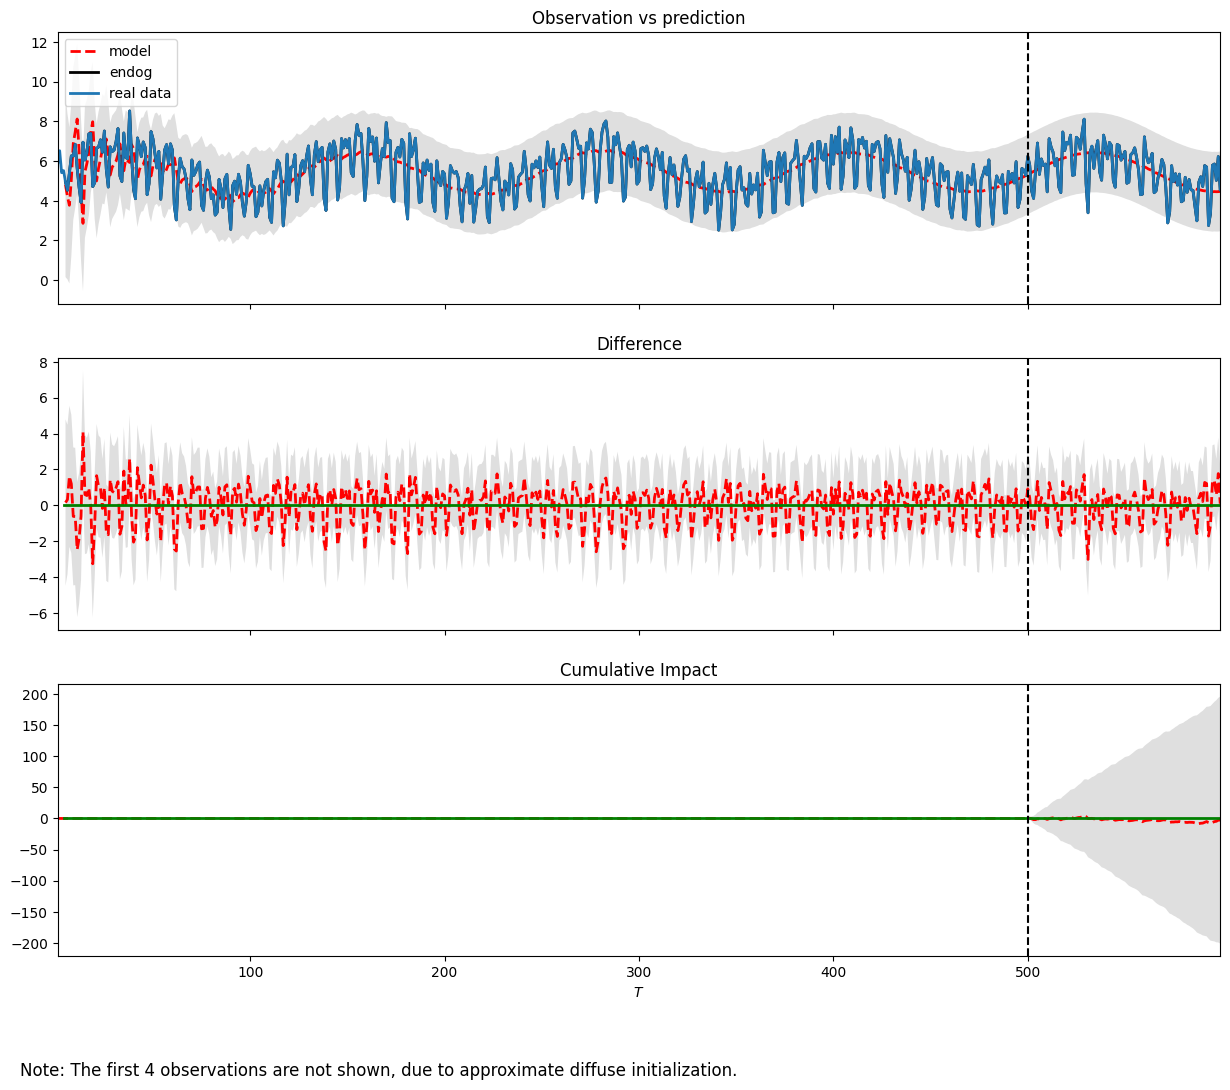 Observation vs prediction
12
10
8
6
4
2
0
model
endog
real data
Difference
8
6
4
2
0
−2
−4
−6
Cumulative Impact
200
150
100
50
0
−50
−100
−150
−200
100 200 300 400 500
T
Note: The first 4 observations are not shown, due to approximate diffuse initialization.